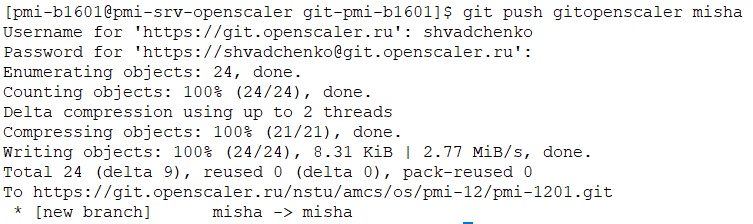 [pmi-b1601@pmi-srv-openscaler git-pmi-b1601]$ git push gitopenscaler misha
Username for 'https://git.openscaler.ru': shvadchenko
Password for 'https://shvadchenko@git.openscaler.ru':
Enumerating objects: 24, done.
Counting objects: 100% (24/24), done.
Delta compression using up to 2 threads
Compressing objects: 100% (21/21), done.
Writing objects: 100% (24/24), 8.31 KiB | 2.77 MiB/s, done.
Total 24 (delta 9), reused 0 (delta 0), pack-reused 0
To https://git.openscaler.ru/nstu/amcs/os/pmi-12/pmi-1201.git
 * [new branch]      misha -> misha